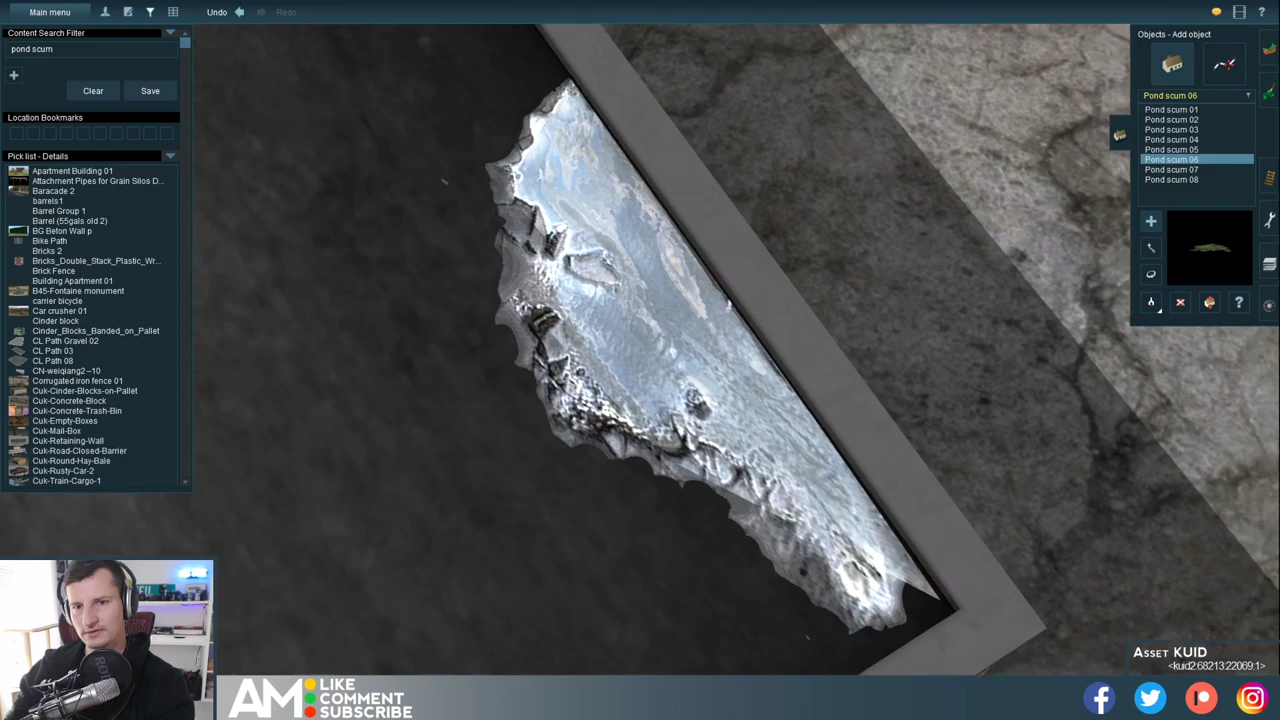 Main menu
Undo
Redo
?
Content Search Filter
pond scum
Clear
Save
Location Bookmarks
Pick list - Details
Apartment Building 01
Attachment Pipes for Grain Silos D...
Baracade 2
barrels1
Barrel Group 1
Barrel (55gals old 2)
BG Beton Wall p
Bike Path
Bricks 2
Bricks_Double_Stack_Plastic_Wr...
Brick Fence
Building Apartment 01
B45-Fontaine monument
carrier bicycle
Car crusher 01
Cinder block
Cinder_Blocks_Banded_on_Pallet
CL Path Gravel 02
CL Path 03
CL Path 08
CN-weiqiang2--10
Corrugated iron fence 01
Cuk-Cinder-Blocks-on-Pallet
Cuk-Concrete-Block
Cuk-Concrete-Trash-Bin
Cuk-Empty-Boxes
Cuk-Mail-Box
Cuk-Retaining-Wall
Cuk-Road-Closed-Barrier
Cuk-Round-Hay-Bale
Cuk-Rusty-Car-2
Cuk-Train-Cargo-1
Objects - Add object
Pond scum 06
Pond scum 01
Pond scum 02
Pond scum 03
Pond scum 04
Pond scum 05
Pond scum 06
Pond scum 07
Pond scum 08
?
Asset KUID
<kuid2:68213:22069:1>
AM
LIKE
COMMENT
SUBSCRIBE